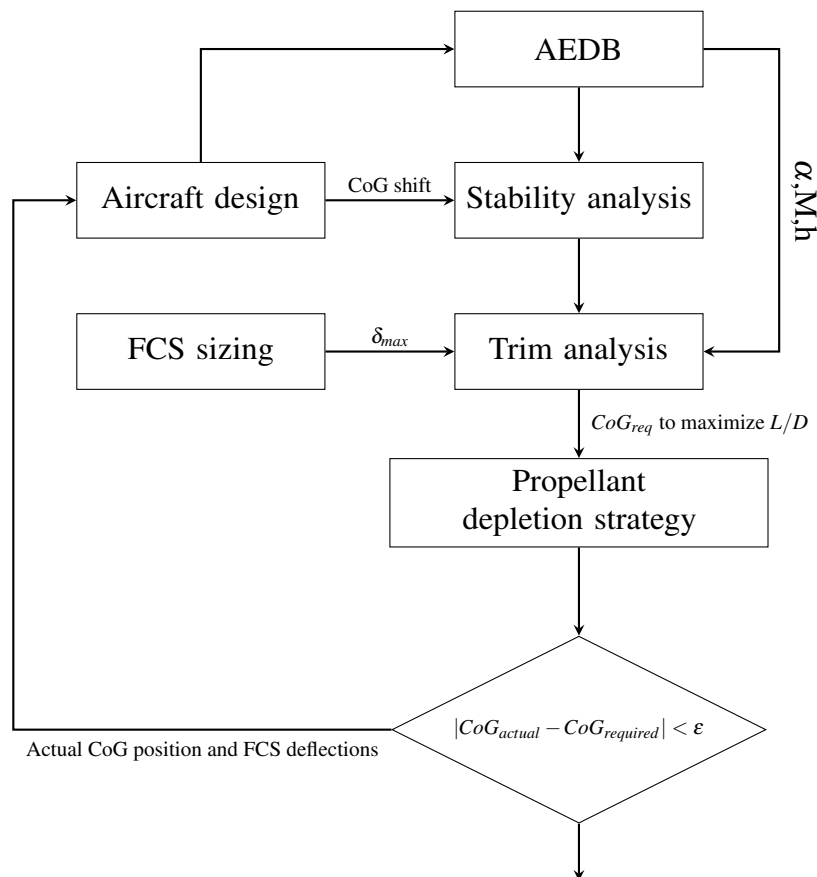 AEDB
CoG shift
Aircraft design
Stability analysis
α,M,h
FCS sizing
δmax
Trim analysis
CoGreq to maximize L/D
Propellant
depletion strategy
|CoGactual − CoGrequired| < ε
Actual CoG position and FCS deflections